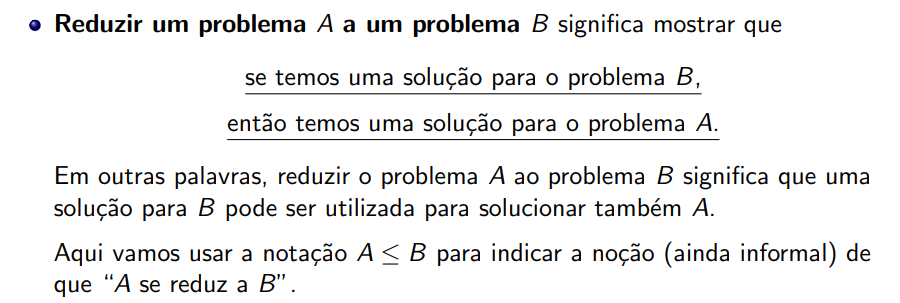 Reduzir um problema A a um problema B significa mostrar que
se temos uma solução para o problema B,
então temos uma solução para o problema A.
Em outras palavras, reduzir o problema A ao problema B significa que uma
solução para B pode ser utilizada para solucionar também A.
Aqui vamos usar a notação A ≤ B para indicar a noção (ainda informal) de
que “A se reduz a B”.